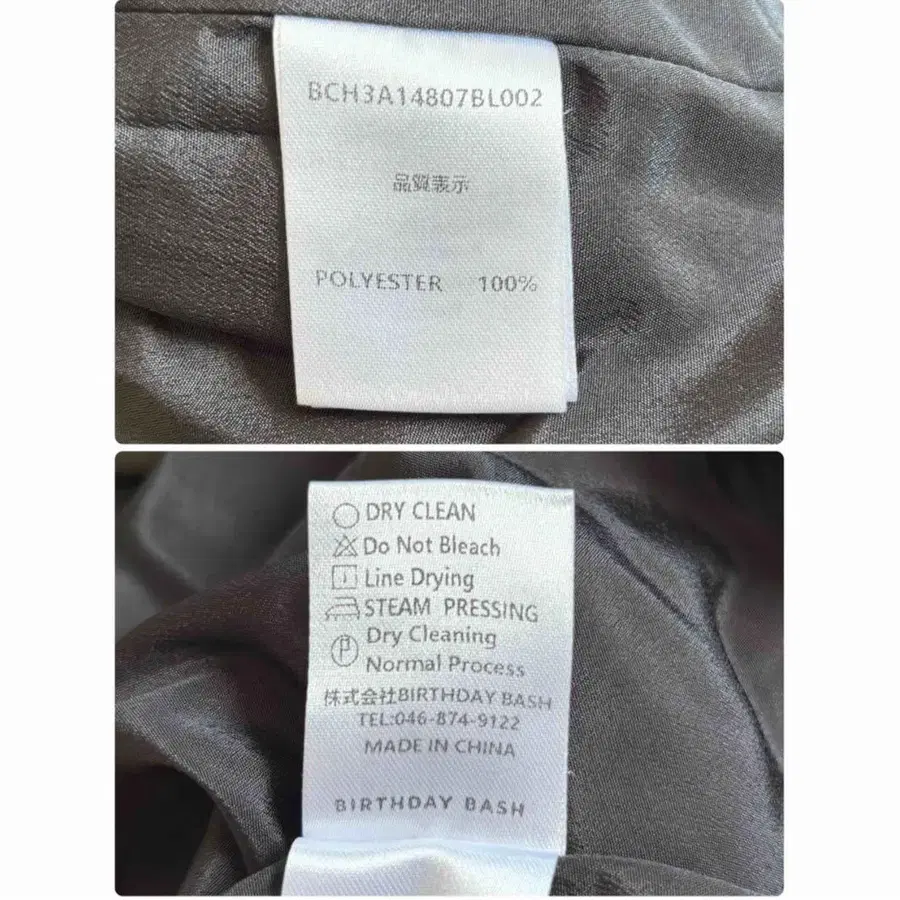 BCH3A14807BL002
品質表示
POLYESTER 100%
DRY CLEAN
Do Not Bleach
Line Drying
STEAM PRESSING
Dry Cleaning
Normal Process
株式会社BIRTHDAY BASH
TEL:046-874-9122
MADE IN CHINA
BIRTHDAY BASH